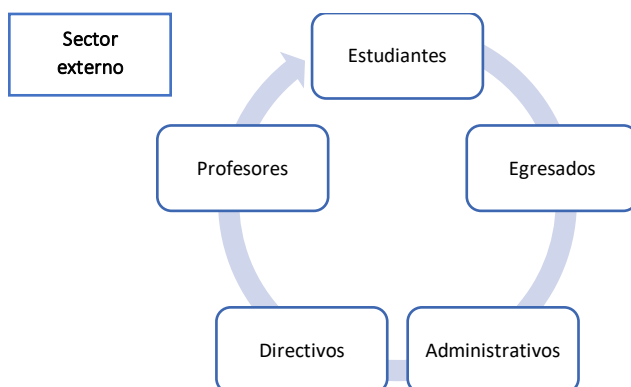 Sector
externo
Estudiantes
Profesores
Egresados
Directivos
Administrativos